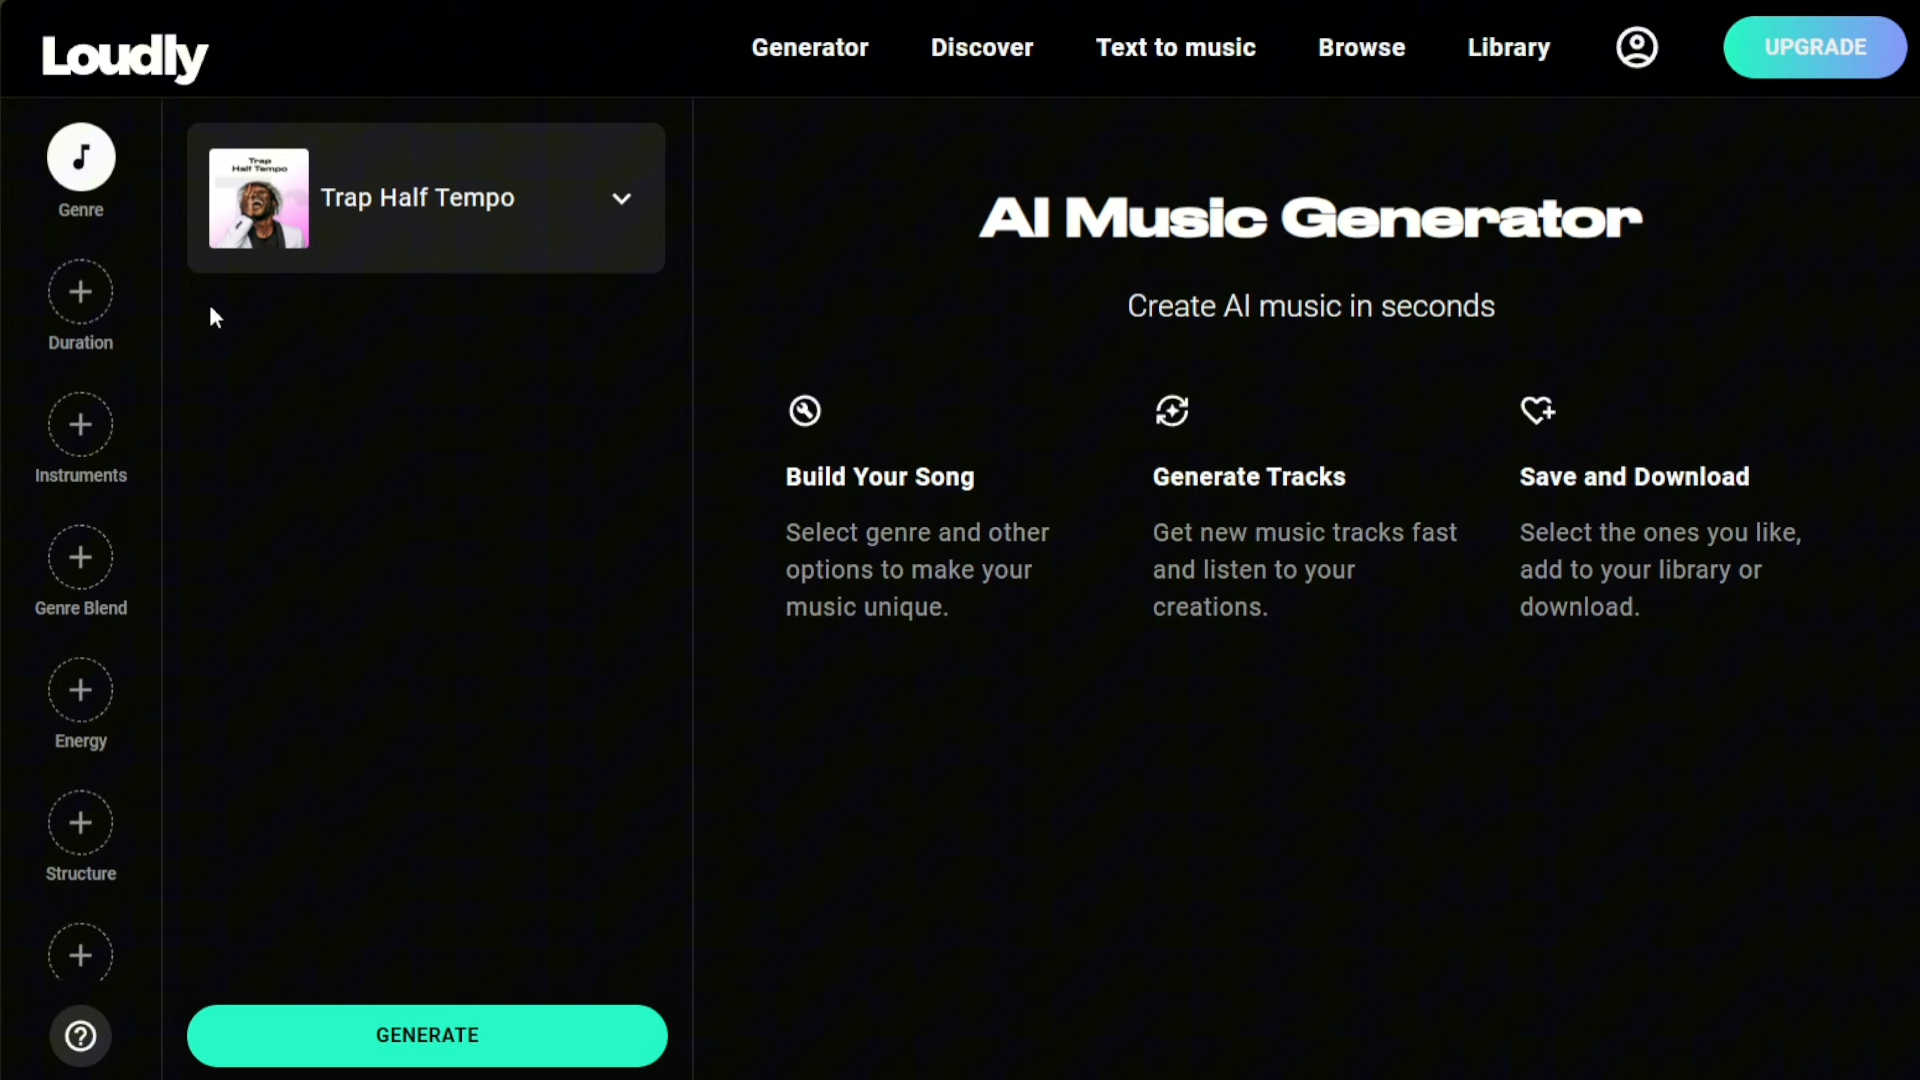 Loudly
Generator
Discover
Text to music
Browse
Library
UPGRADE
Genre
Duration
Instruments
Genre Blend
Energy
Structure
Trap
Half Tempo
Trap Half Tempo
GENERATE
AI Music Generator
Create AI music in seconds
Build Your Song
Select genre and other
options to make your
music unique.
Generate Tracks
Get new music tracks fast
and listen to your
creations.
Save and Download
Select the ones you like,
add to your library or
download.